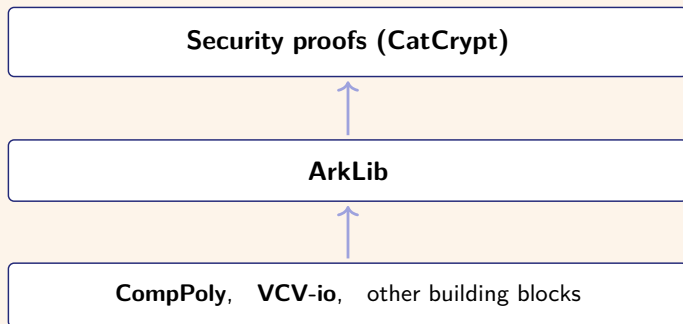 Security proofs (CatCrypt)
ArkLib
CompPoly, VCV-io, other building blocks